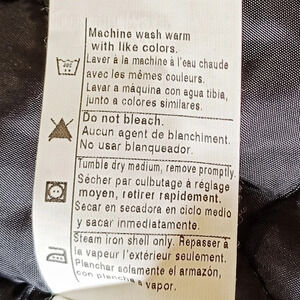 Machine wash warm
with like colors.
Laver à la machine à l'eau chaude
avec les mêmes couleurs.
Lavar a máquina con agua tibia,
junto a colores similares.
Do not bleach.
Aucun agent de blanchiment.
No usar blanqueador.
Tumble dry medium, remove promptly.
Sécher par culbutage à réglage
moyen, retirer rapidement.
Secar en secadora en ciclo medio
y sacar inmediatamente.
Steam iron shell only. Repasser à
la vapeur l'extérieur seulement.
Planchar solamente el armazón,
con plancha a vapor.